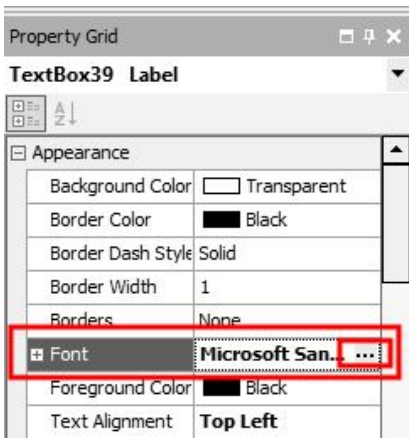 Property Grid
TextBox39 Label
Appearance
Background Color Transparent
Border Color Black
Border Dash Style Solid
Border Width 1
Borders None
Font Microsoft San... ...
Foreground Color Black
Text Alignment Top Left